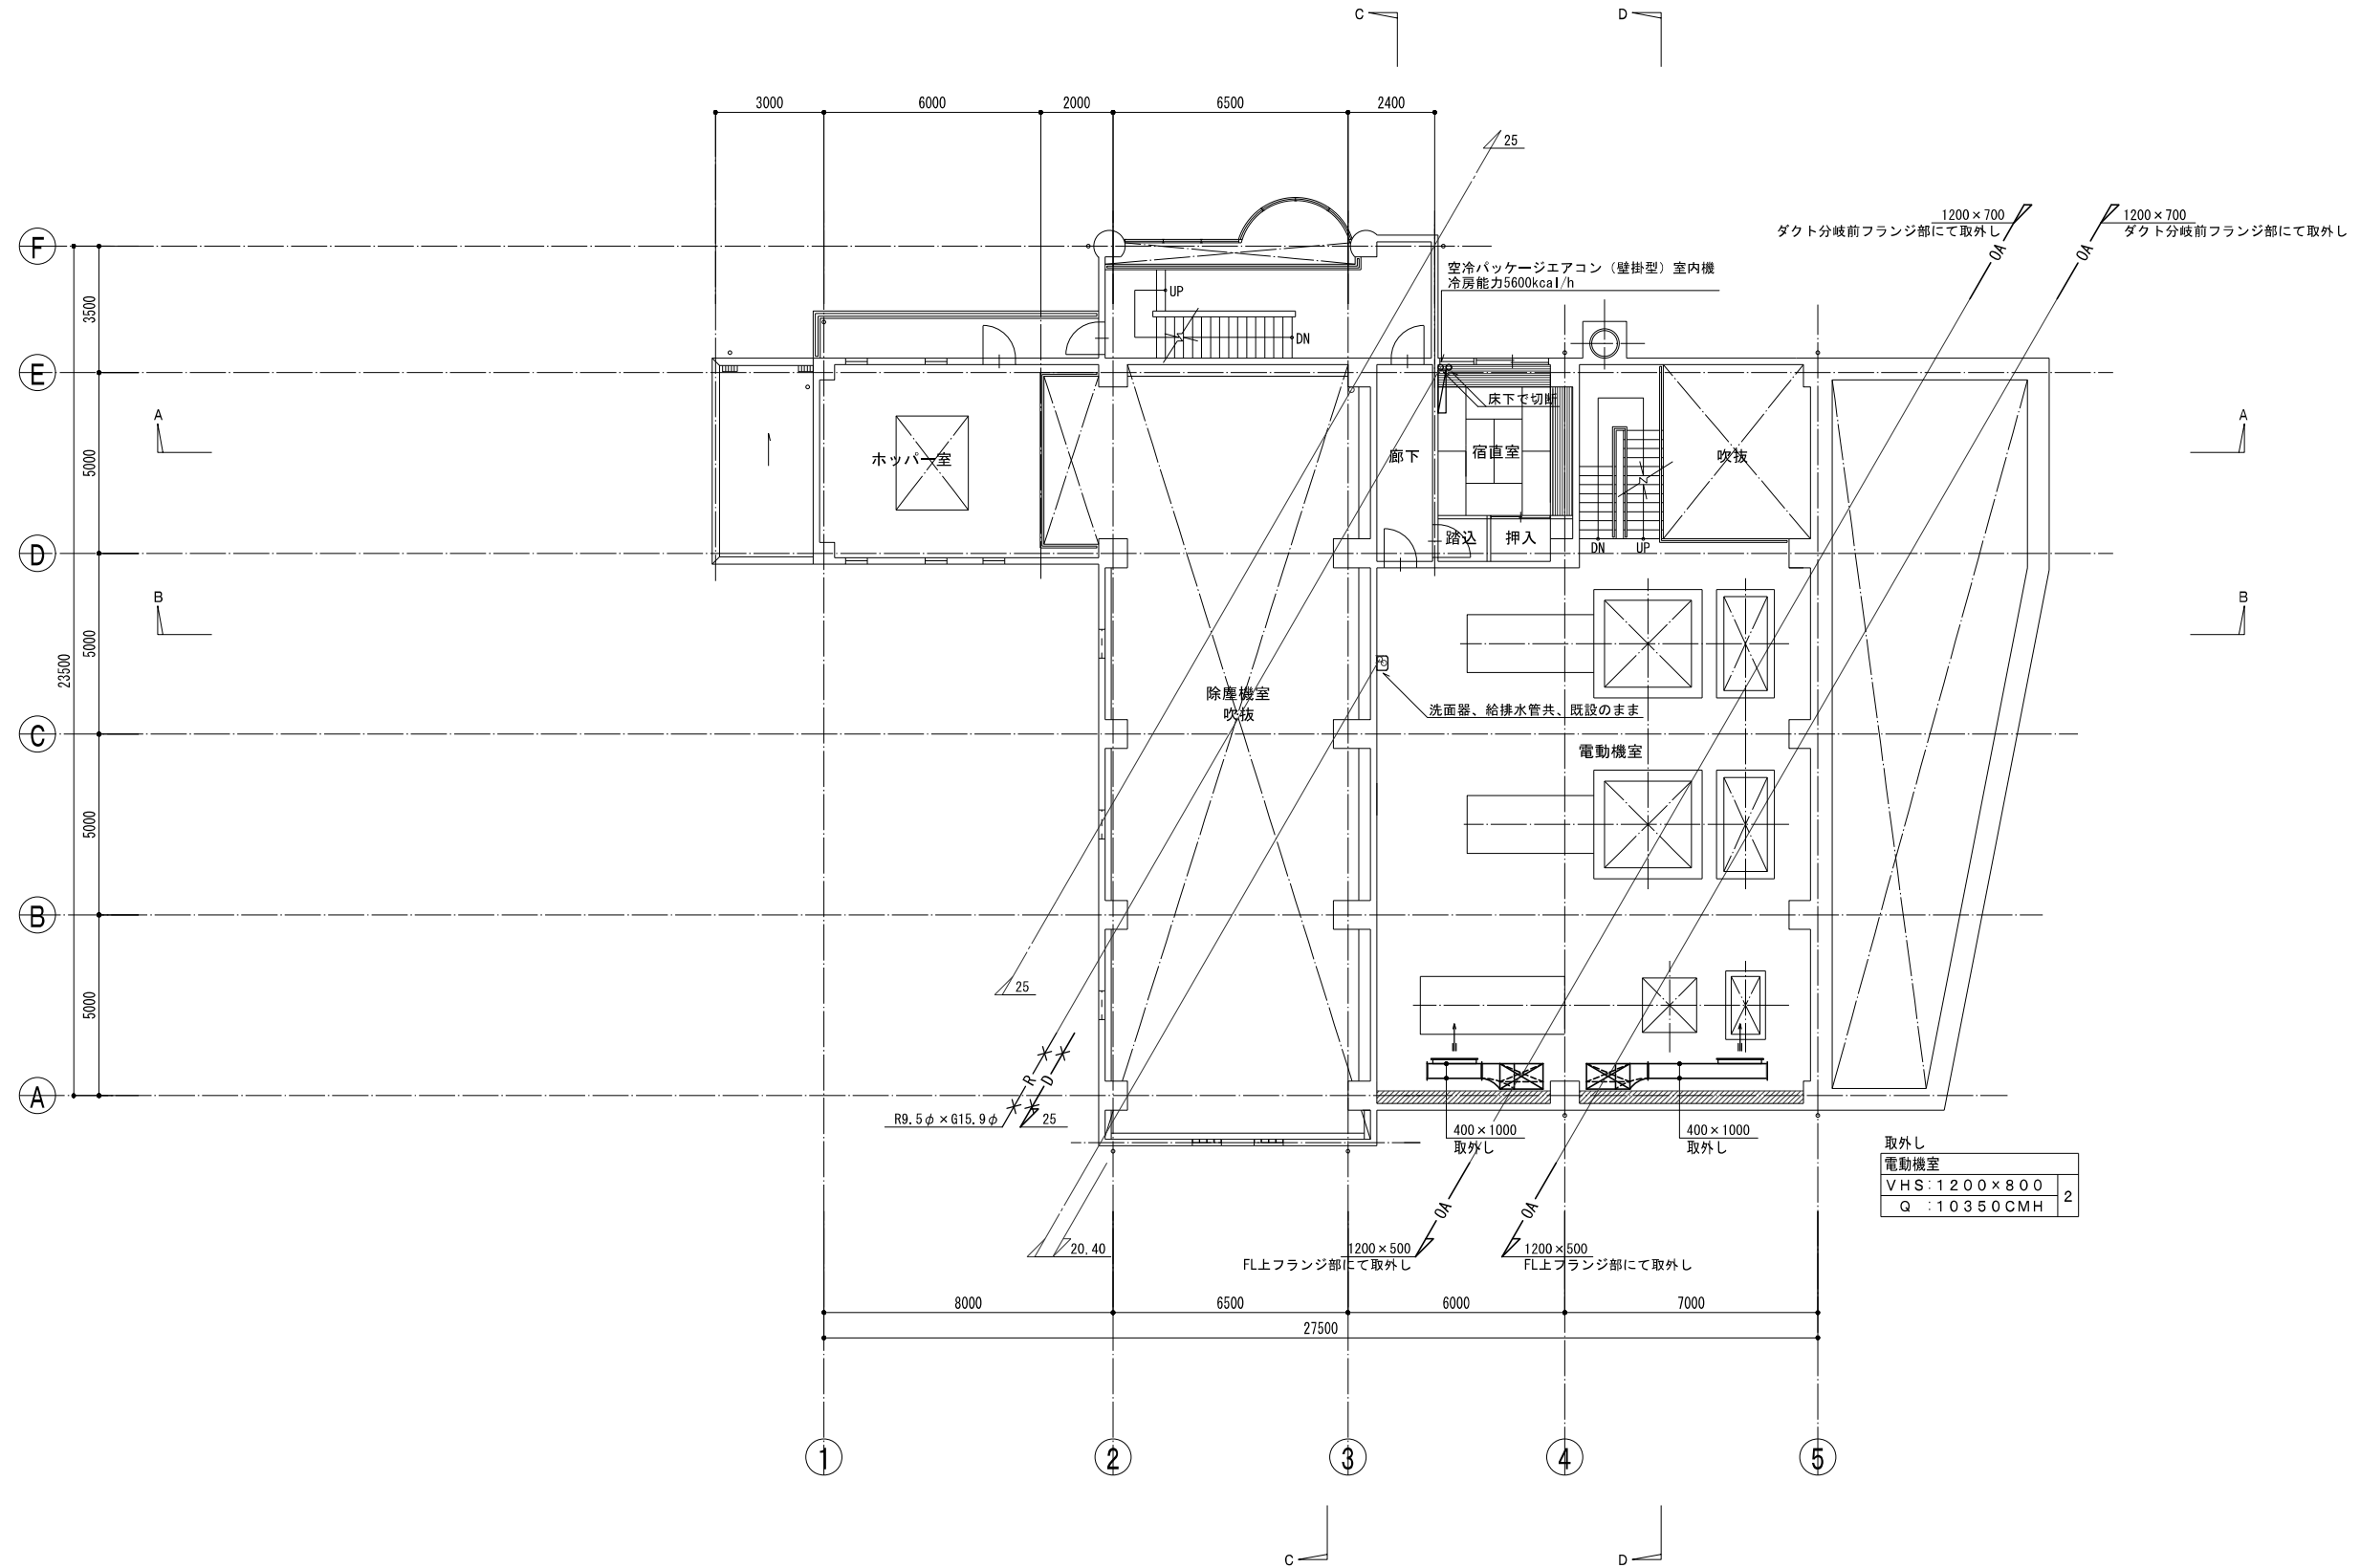 C
D
3000
6000
2000
6500
2400
25
1200×700
ダクト分岐前フランジ部にて取外し
OA
1200×700
ダクト分岐前フランジ部にて取外し
OA
F
空冷パッケージエアコン（壁掛型）室内機
冷房能力5600kcal/h
UP
DN
3500
E
床下で切断
A
A
ホッパー室
廊下
宿直室
吹抜
5000
踏込
押入
DN
UP
D
B
B
5000
23500
除塵機室
吹抜
洗面器、給排水管共、既設のまま
C
電動機室
5000
B
5000
25
R
D
A
R9.5φ×G15.9φ
25
400×1000
取外し
400×1000
取外し
取外し
電動機室
VHS:1200×800
Q :10350CMH
2
OA
OA
20,40
1200×500
FL上フランジ部にて取外し
1200×500
FL上フランジ部にて取外し
8000
6500
6000
7000
27500
1
2
3
4
5
C
D